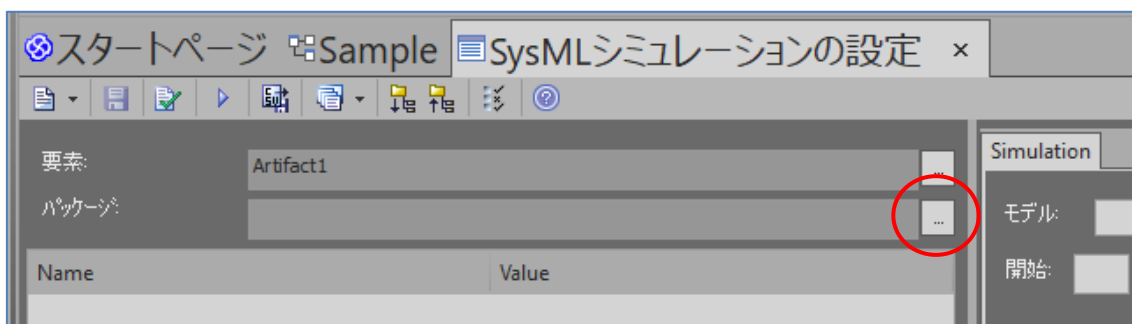 スタートページ Sample SysMLシミュレーションの設定 ×
要素: Artifact1 ...
パッケージ: ...
Name Value
Simulation
モデル:
開始: